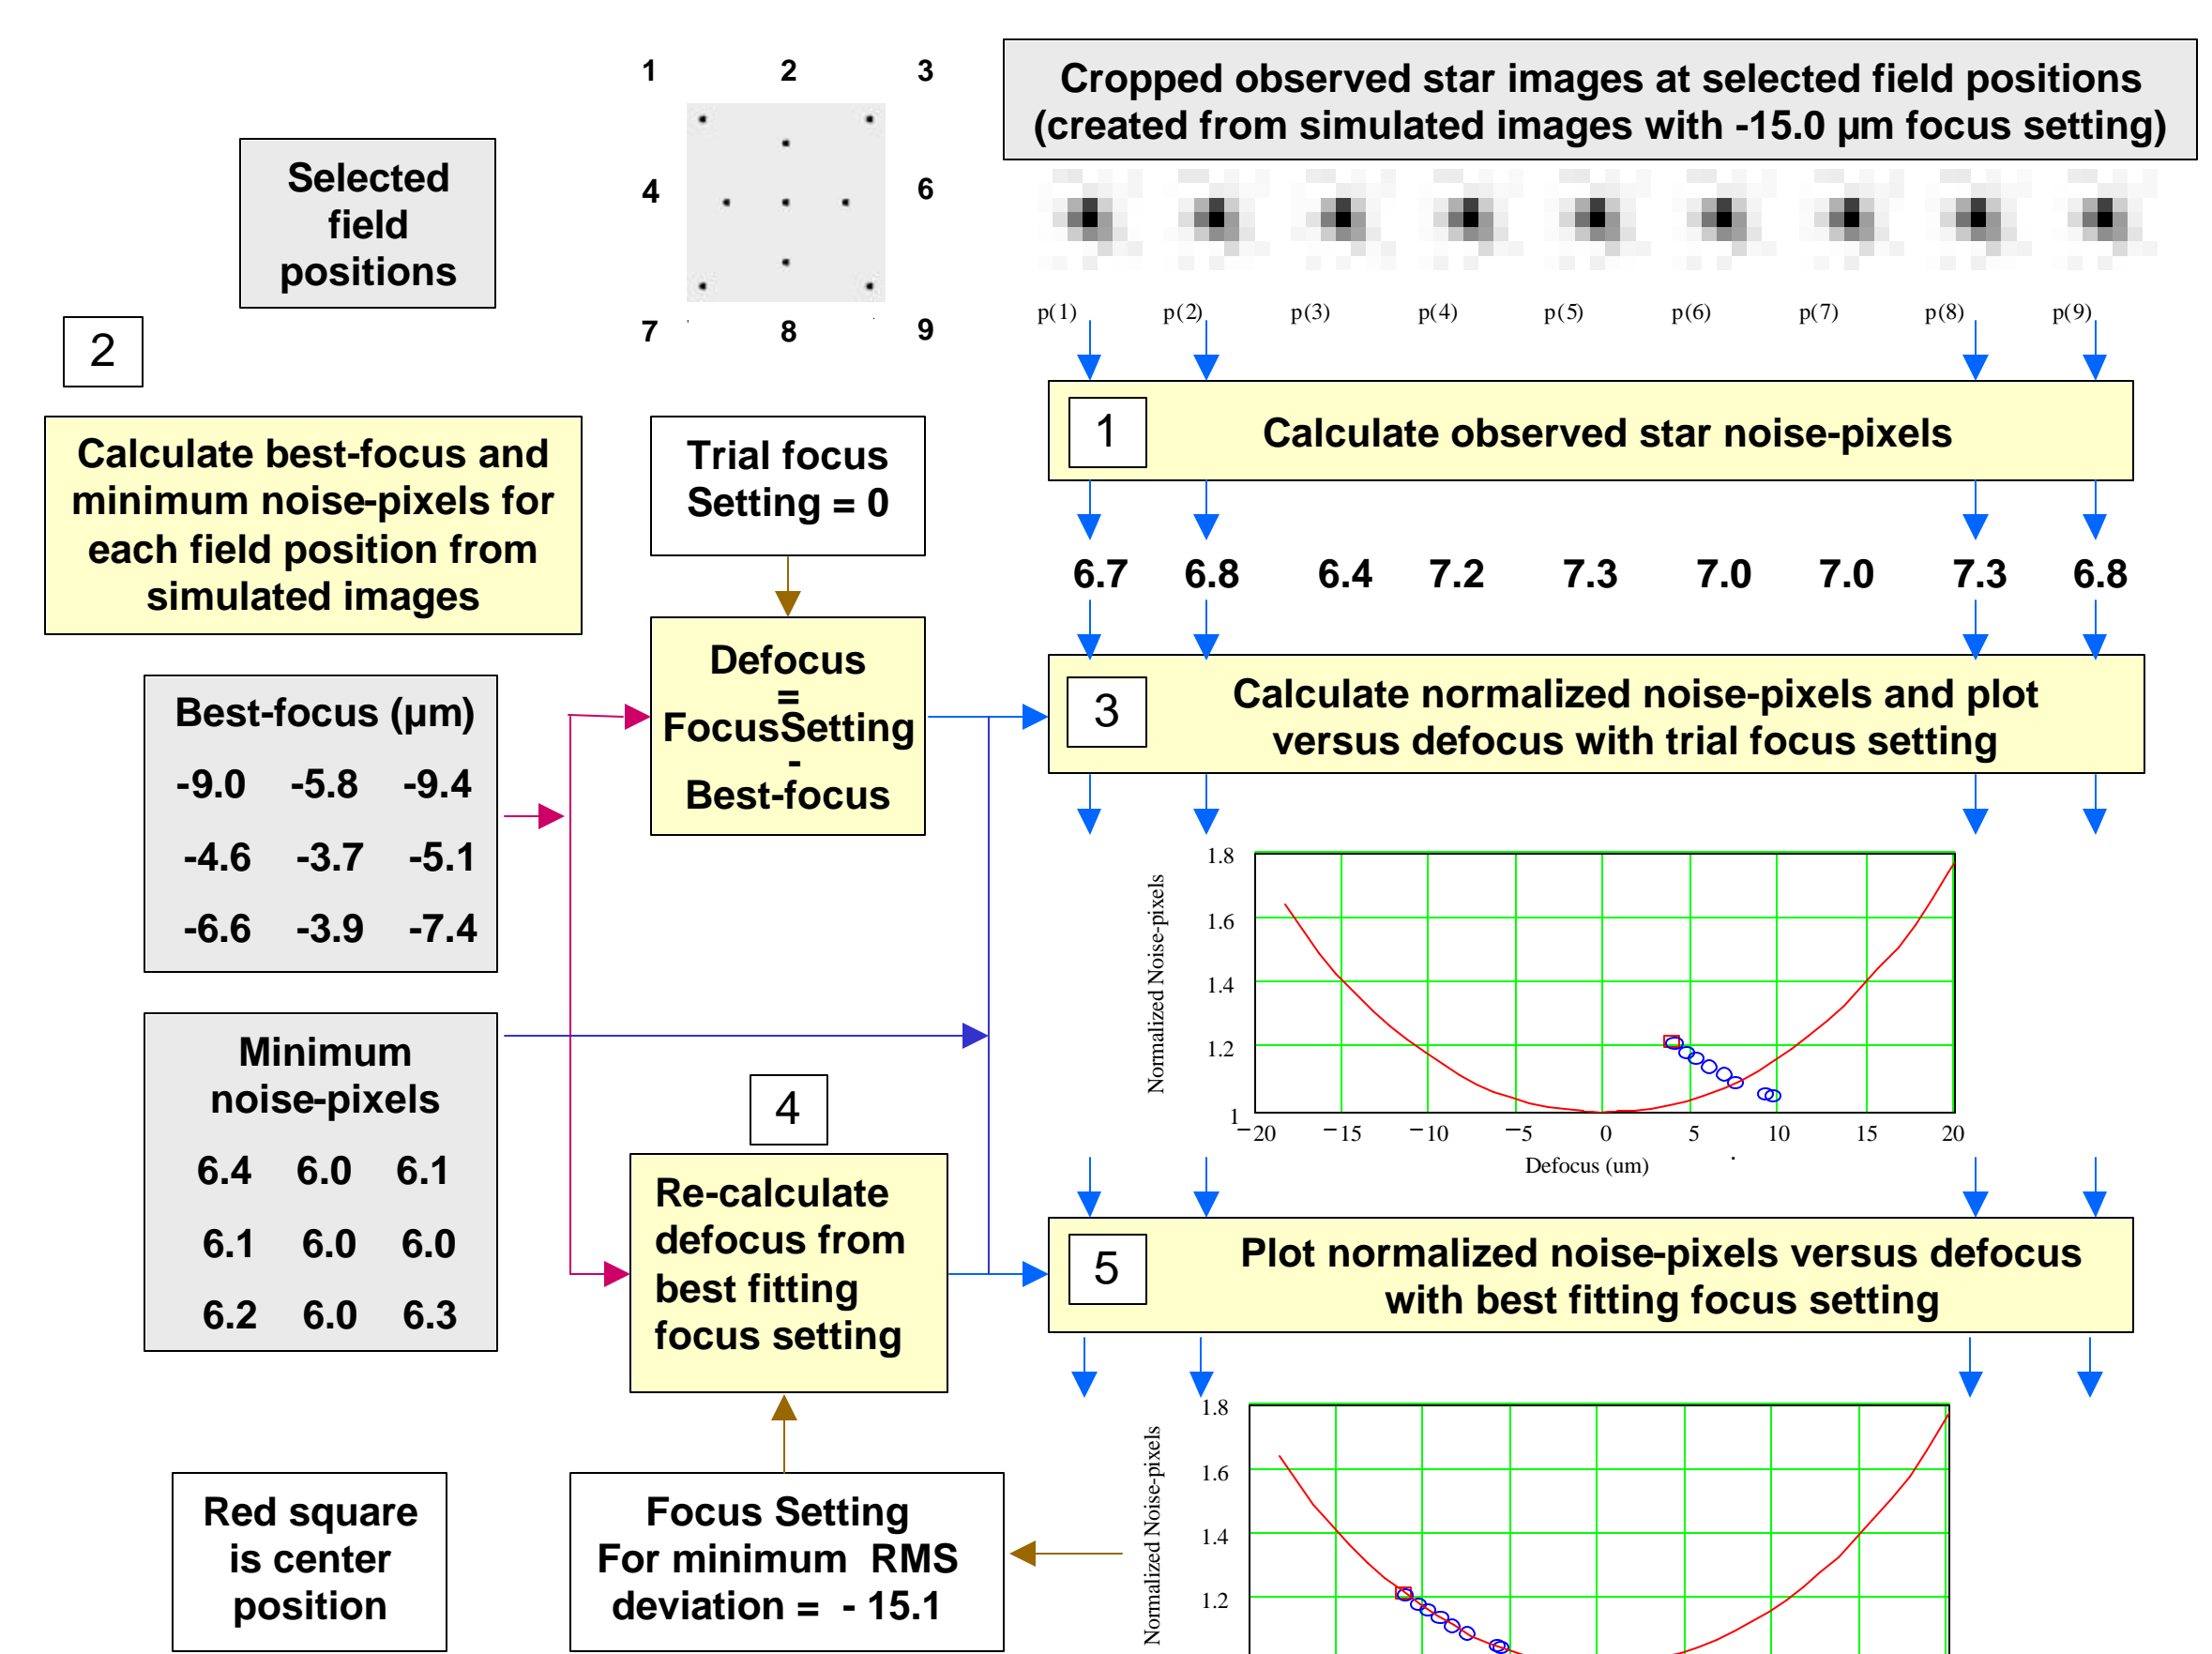 1 2 3
4 6
7 8 9
Selected
field
positions
Cropped observed star images at selected field positions
(created from simulated images with -15.0 µm focus setting)
p(1) p(2) p(3) p(4) p(5) p(6) p(7) p(8) p(9)
1
Calculate observed star noise-pixels
6.7 6.8 6.4 7.2 7.3 7.0 7.0 7.3 6.8
2
Calculate best-focus and
minimum noise-pixels for
each field position from
simulated images
Trial focus
Setting = 0
Best-focus (µm)
-9.0 -5.8 -9.4
-4.6 -3.7 -5.1
-6.6 -3.9 -7.4
Defocus
=
FocusSetting
-
Best-focus
3
Calculate normalized noise-pixels and plot
versus defocus with trial focus setting
Normalized Noise-pixels
1.8
1.6
1.4
1.2
1
−20 −15 −10 −5 0 5 10 15 20
Defocus (um)
Minimum
noise-pixels
6.4 6.0 6.1
6.1 6.0 6.0
6.2 6.0 6.3
4
Re-calculate
defocus from
best fitting
focus setting
5
Plot normalized noise-pixels versus defocus
with best fitting focus setting
Normalized Noise-pixels
1.8
1.6
1.4
1.2
Red square
is center
position
Focus Setting
For minimum RMS
deviation = - 15.1